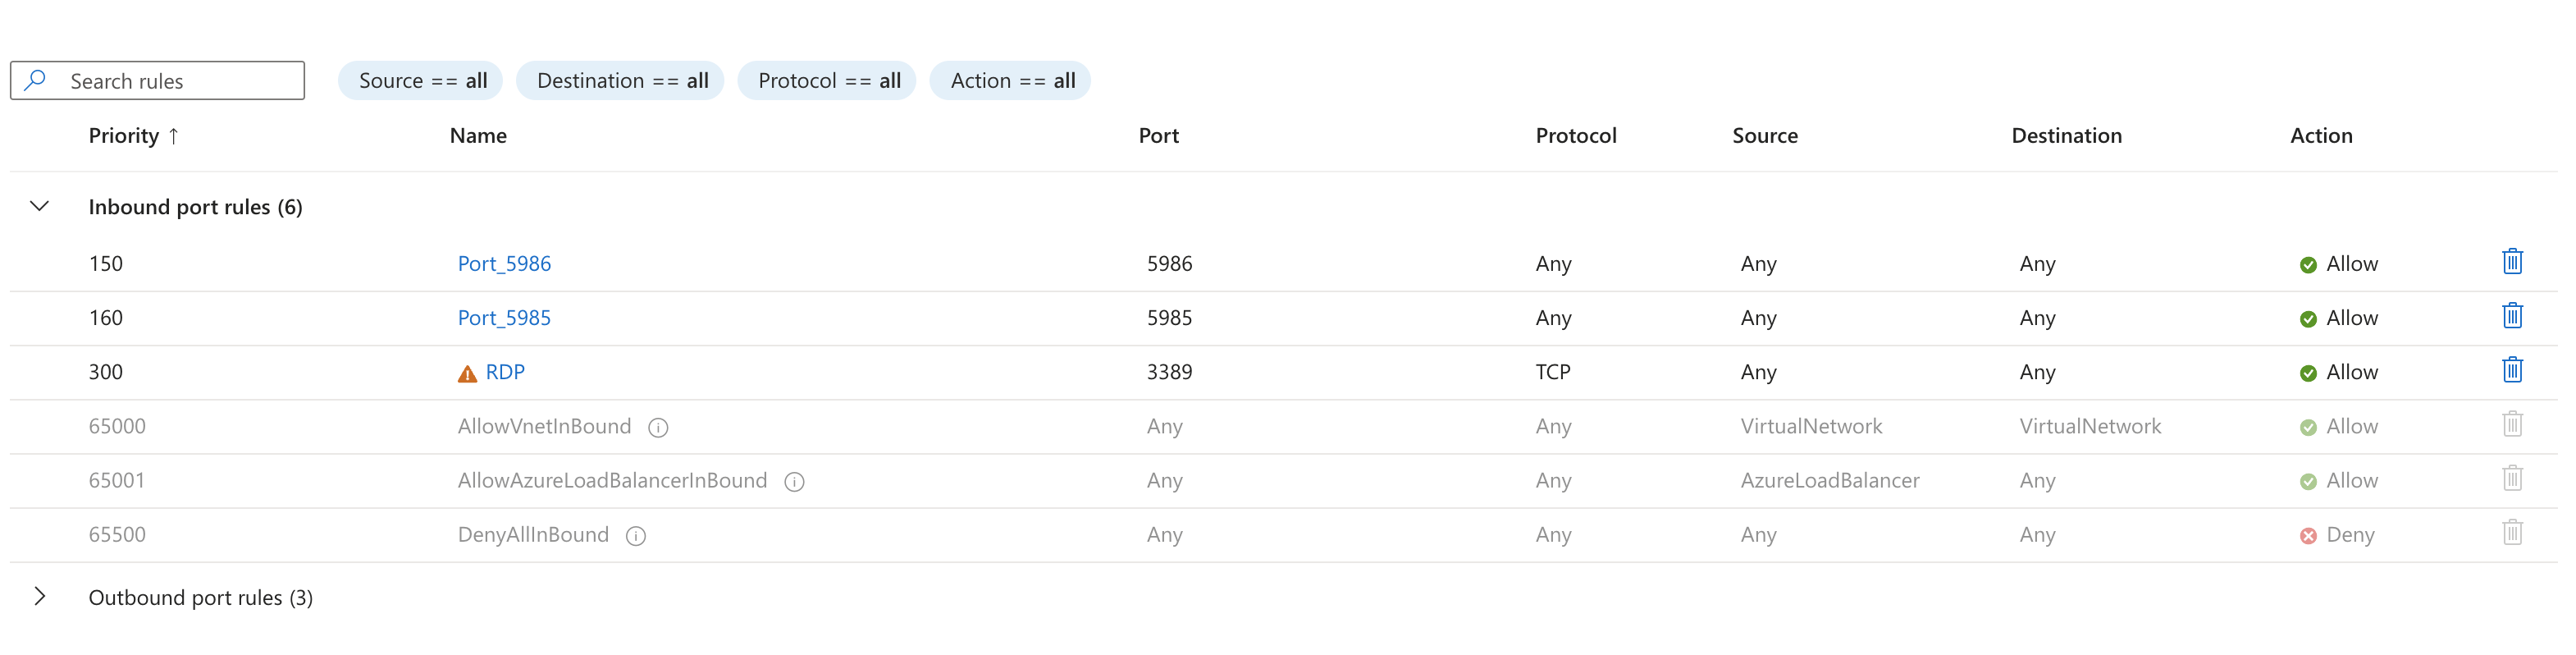 Search rules Source == all Destination == all Protocol == all Action == all
Priority ↑ Name Port Protocol Source Destination Action
Inbound port rules (6)
150 Port_5986 5986 Any Any Any Allow
160 Port_5985 5985 Any Any Any Allow
300 RDP 3389 TCP Any Any Allow
65000 AllowVnetInBound Any Any VirtualNetwork VirtualNetwork Allow
65001 AllowAzureLoadBalancerInBound Any Any AzureLoadBalancer Any Allow
65500 DenyAllInBound Any Any Any Any Deny
Outbound port rules (3)